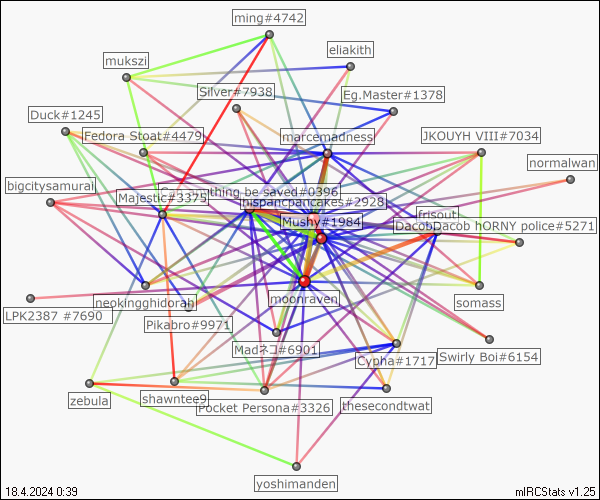 ming#4742
eliakith
mukszi
Silver#7938
Eg.Master#1378
Duck#1245
Fedora Stoat#4479
marcemadness
JKOUYH VIII#7034
normalwan
bigcitysamurai
Majestic#3375
thing be saved#0396
hispancpancakes#2928
Mushy#1984
frisout
DacobDacob hORNY police#5271
neokingghidorah
moonraven
somass
LPK2387 #7690
Pikabro#9971
Madネコ#6901
Cypha#1717
Swirly Boi#6154
zebula
shawntee9
Pocket Persona#3326
thesecondtwat
yoshimanden
18.4.2024 0:39
mIRCStats v1.25